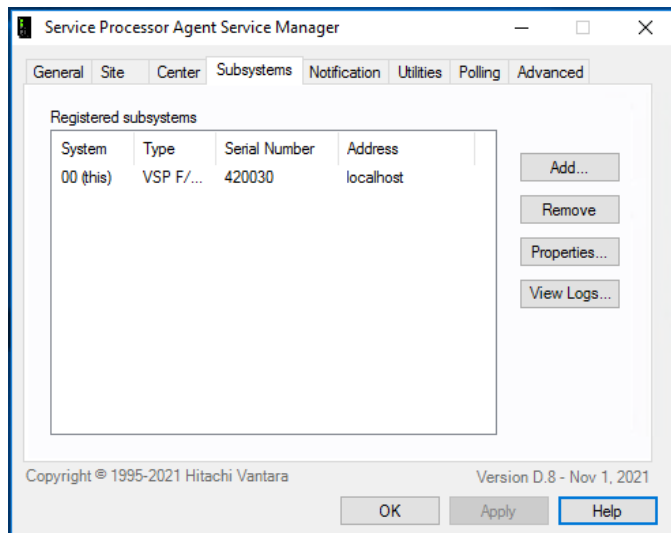 Service Processor Agent Service Manager
General Site Center Subsystems Notification Utilities Polling Advanced
Registered subsystems
System Type Serial Number Address
00 (this) VSP F/... 420030 localhost
Add...
Remove
Properties...
View Logs...
Copyright © 1995-2021 Hitachi Vantara Version D.8 - Nov 1, 2021
OK Apply Help